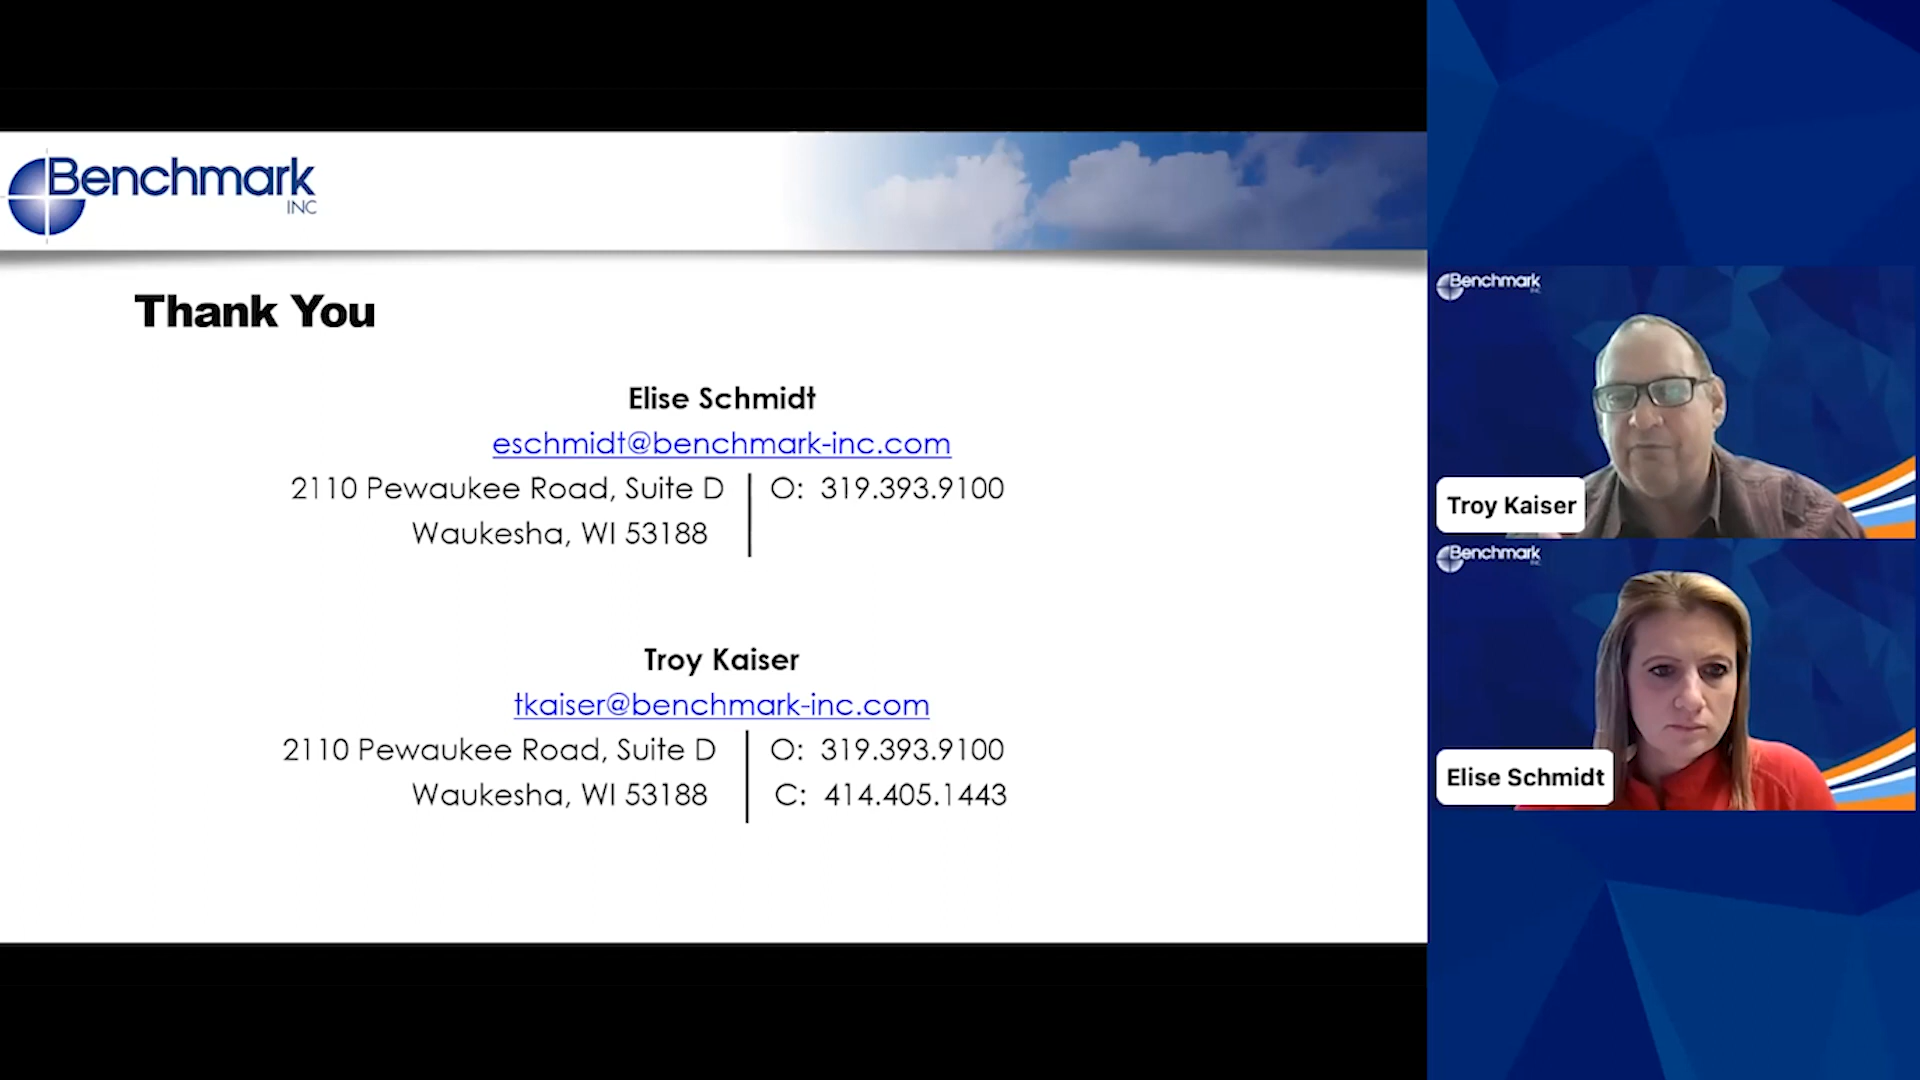 Benchmark
INC
Thank You
Elise Schmidt
eschmidt@benchmark-inc.com
2110 Pewaukee Road, Suite D
Waukesha, WI 53188
O: 319.393.9100
Troy Kaiser
tkaiser@benchmark-inc.com
2110 Pewaukee Road, Suite D
Waukesha, WI 53188
O: 319.393.9100
C: 414.405.1443
Benchmark
INC
Troy Kaiser
Benchmark
INC
Elise Schmidt